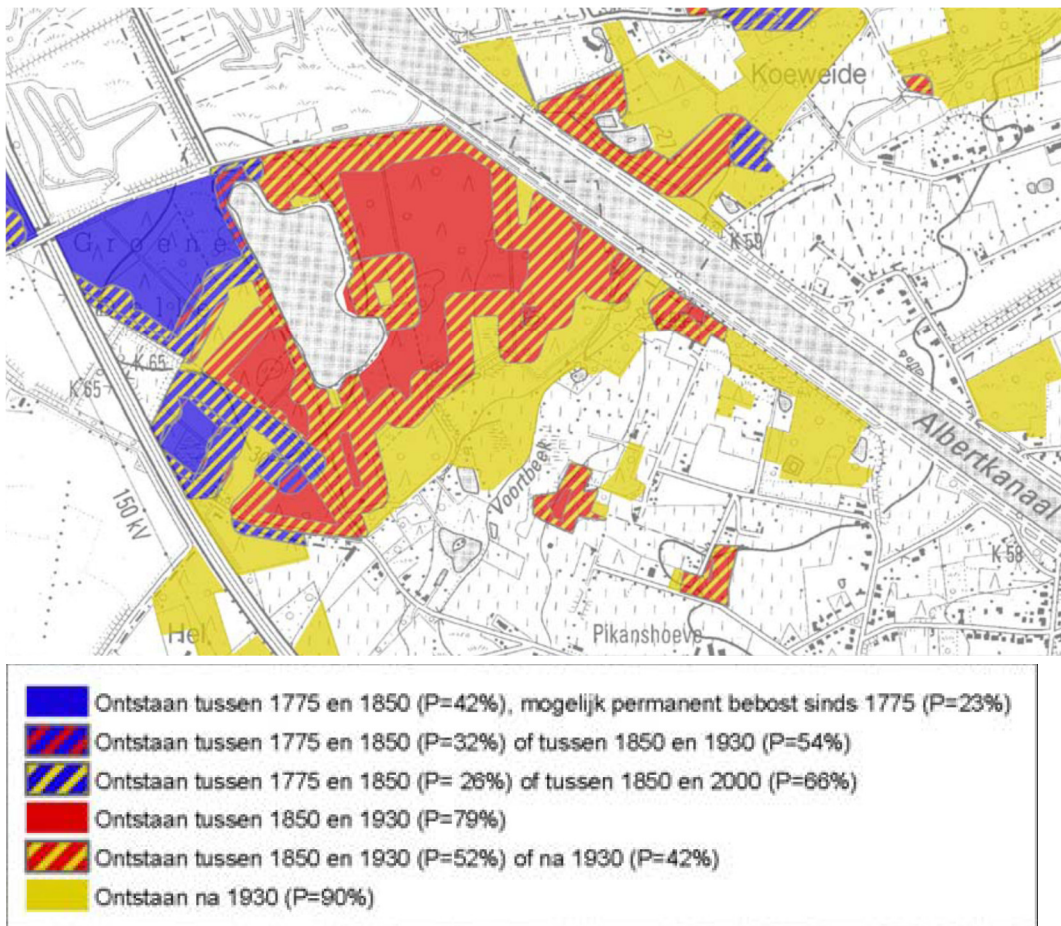 Koeweide
Groene
K 59
K 65
K 65
30
Albertkanaal
Voortbeek
150 kV
K 58
Hel
Pikanshoeve
Ontstaan tussen 1775 en 1850 (P=42%), mogelijk permanent bebost sinds 1775 (P=23%)
Ontstaan tussen 1775 en 1850 (P=32%) of tussen 1850 en 1930 (P=54%)
Ontstaan tussen 1775 en 1850 (P= 26%) of tussen 1850 en 2000 (P=66%)
Ontstaan tussen 1850 en 1930 (P=79%)
Ontstaan tussen 1850 en 1930 (P=52%) of na 1930 (P=42%)
Ontstaan na 1930 (P=90%)